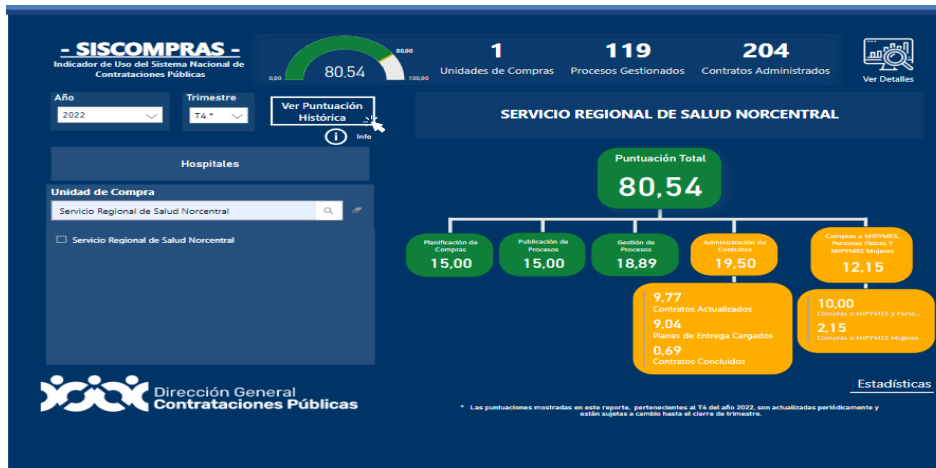 - SISCOMPRAS -
Indicador de Uso del Sistema Nacional de
Contrataciones Públicas
0,00
80,54
80,00
100,00
1
Unidades de Compras
119
Procesos Gestionados
204
Contratos Administrados
Ver Detalles
Año
2022
Trimestre
T4 *
Ver Puntuación
Histórica
Info
SERVICIO REGIONAL DE SALUD NORCENTRAL
Hospitales
Unidad de Compra
Servicio Regional de Salud Norcentral
Servicio Regional de Salud Norcentral
Puntuación Total
80,54
Planificación de
Compras
15,00
Publicación de
Procesos
15,00
Gestión de
Procesos
18,89
Administración de
Contratos
19,50
Compras a MIPYMES,
Personas Físicas Y
MIPYMES Mujeres
12,15
9,77
Contratos Actualizados
9,04
Planes de Entrega Cargados
0,69
Contratos Concluidos
10,00
Compras a MIPYMES y Perso...
2,15
Compras a MIPYMES Mujeres
Dirección General
Contrataciones Públicas
Estadísticas
* Las puntuaciones mostradas en este reporte, pertenecientes al T4 del año 2022, son actualizadas periódicamente y
están sujetas a cambio hasta el cierre de trimestre.